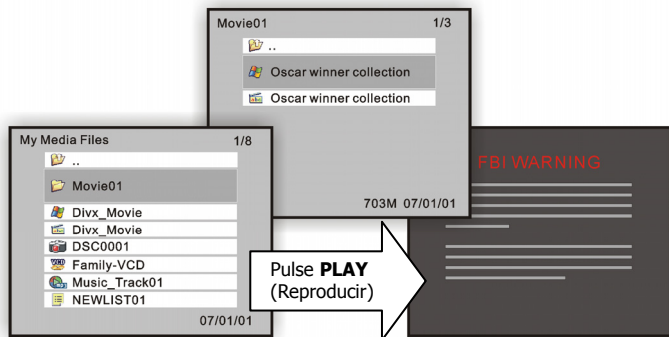 Movie01 1/3
..
Oscar winner collection
Oscar winner collection
703M 07/01/01
My Media Files 1/8
..
Movie01
Divx_Movie
Divx_Movie
DSC0001
Family-VCD
Music_Track01
NEWLIST01
07/01/01
Pulse PLAY
(Reproducir)
FBI WARNING